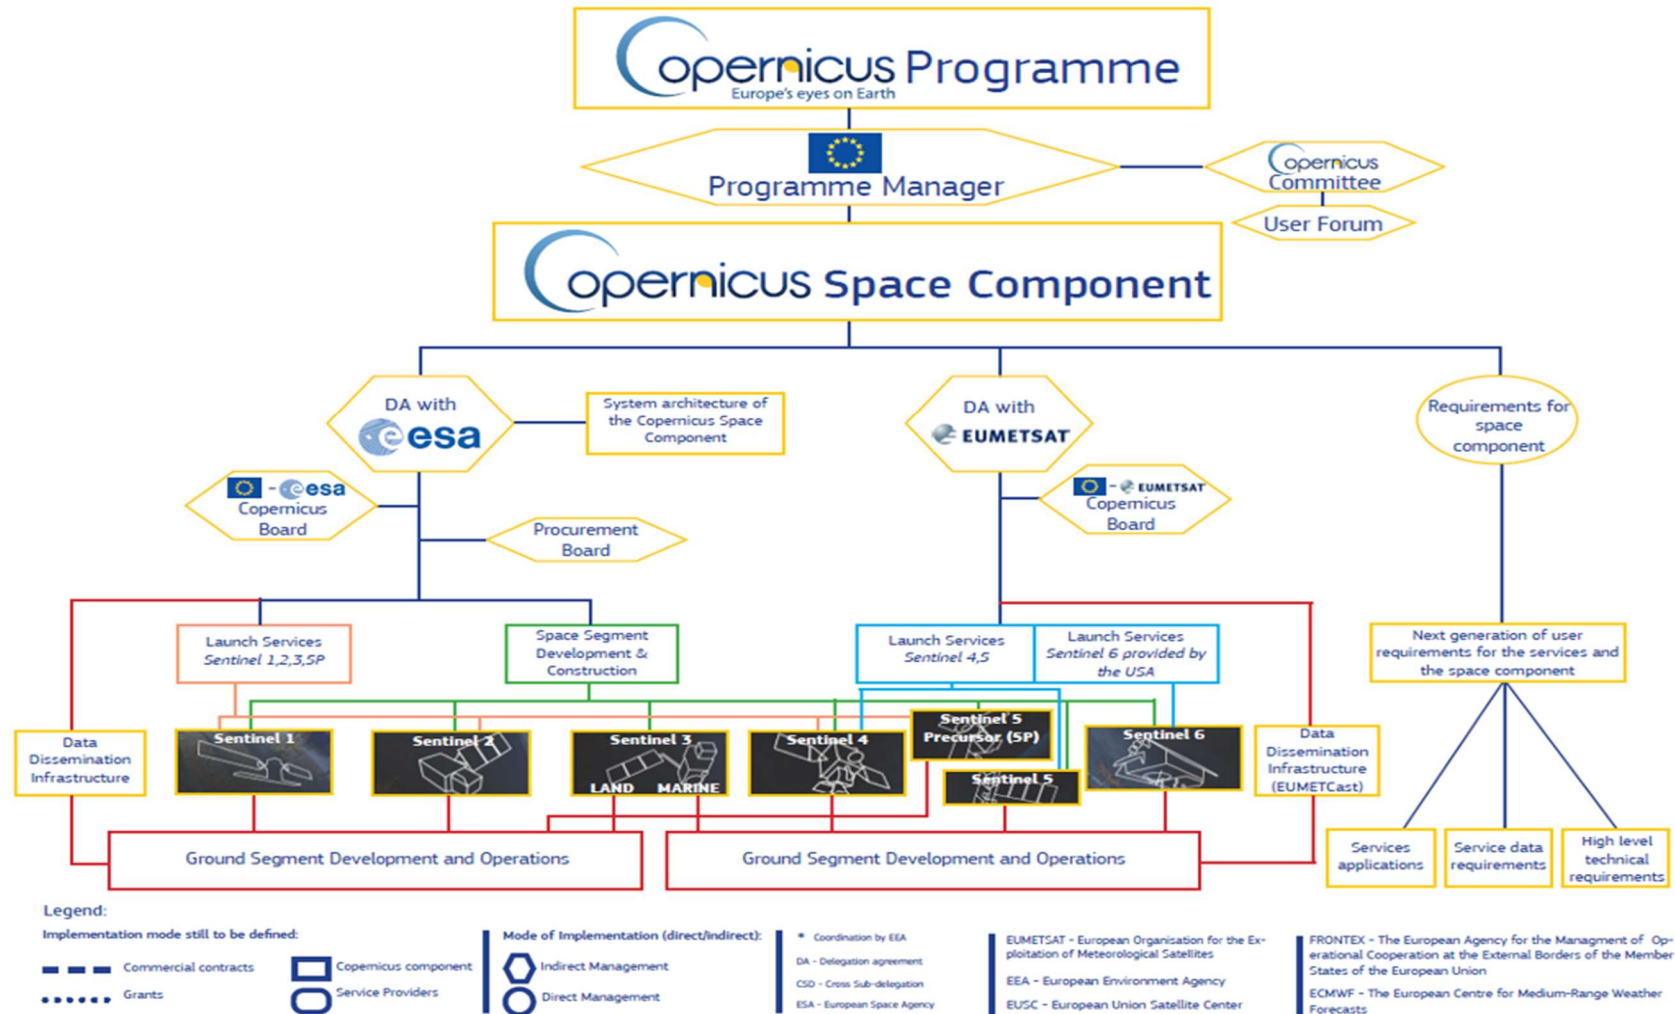 Copernicus Programme
Europe's eyes on Earth
Programme Manager
Copernicus
Committee
User Forum
Copernicus Space Component
DA with
esa
System architecture of
the Copernicus Space
Component
DA with
EUMETSAT
Requirements for
space
component
- esa
Copernicus
Board
Procurement
Board
- EUMETSAT
Copernicus
Board
Launch Services
Sentinel 1,2,3,5P
Space Segment
Development &
Construction
Launch Services
Sentinel 4,5
Launch Services
Sentinel 6 provided by
the USA
Next generation of user
requirements for the services and
the space component
Data
Dissemination
Infrastructure
Sentinel 1
Sentinel 2
Sentinel 3
LAND MARINE
Sentinel 4
Sentinel 5
Precursor (5P)
Sentinel 5
Sentinel 6
Data
Dissemination
Infrastructure
(EUMETCast)
Ground Segment Development and Operations
Ground Segment Development and Operations
Services
applications
Service data
requirements
High level
technical
requirements
Legend:
Implementation mode still to be defined:
Commercial contracts
Grants
Copernicus component
Service Providers
Mode of Implementation (direct/indirect):
Indirect Management
Direct Management
* Coordination by EEA
DA - Delegation agreement
CSD - Cross Sub-delegation
ESA - European Space Agency
EUMETSAT - European Organisation for the Ex-
ploitation of Meteorological Satellites
EEA - European Environment Agency
EUSC - European Union Satellite Center
FRONTEX - The European Agency for the Managment of Op-
erational Cooperation at the External Borders of the Member
States of the European Union
ECMWF - The European Centre for Medium-Range Weather
Forecasts